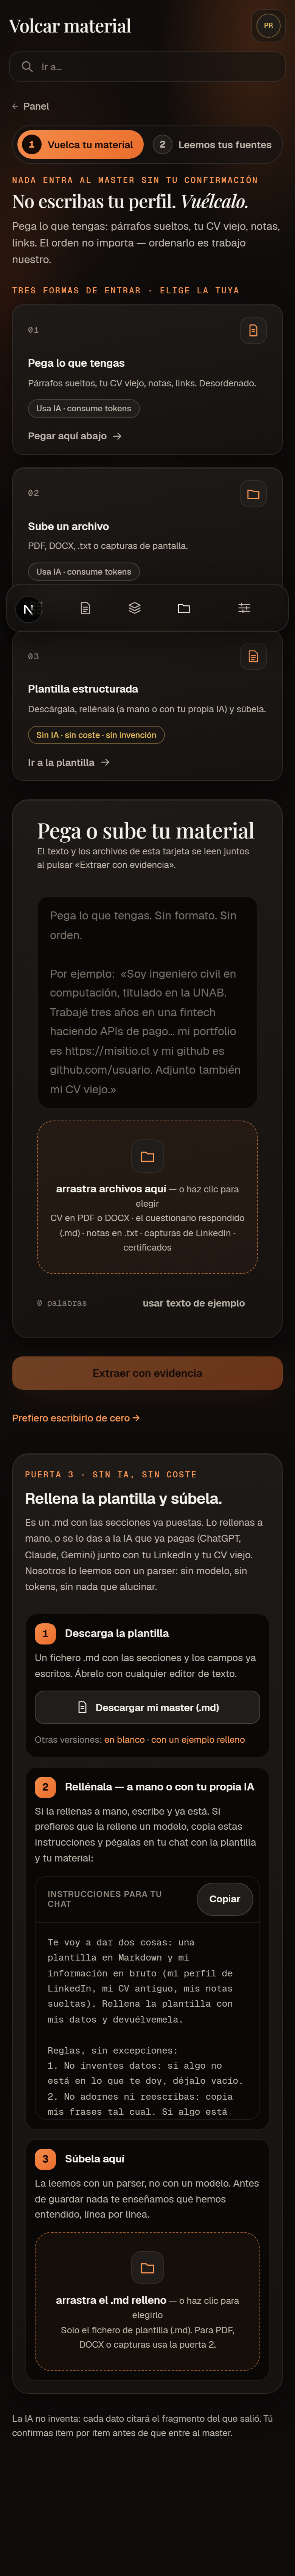 Volcar material
PR
Ir a...
← Panel
1 Vuelca tu material
2 Leemos tus fuentes
NADA ENTRA AL MASTER SIN TU CONFIRMACIÓN
No escribas tu perfil. Vuélcalo.
Pega lo que tengas: párrafos sueltos, tu CV viejo, notas,
links. El orden no importa — ordenarlo es trabajo
nuestro.
TRES FORMAS DE ENTRAR · ELIGE LA TUYA
01
Pega lo que tengas
Párrafos sueltos, tu CV viejo, notas, links. Desordenado.
Usa IA · consume tokens
Pegar aquí abajo →
02
Sube un archivo
PDF, DOCX, .txt o capturas de pantalla.
Usa IA · consume tokens
N
03
Plantilla estructurada
Descárgala, rellénala (a mano o con tu propia IA) y súbela.
Sin IA · sin coste · sin invención
Ir a la plantilla →
Pega o sube tu material
El texto y los archivos de esta tarjeta se leen juntos
al pulsar «Extraer con evidencia».
Pega lo que tengas. Sin formato. Sin
orden.
Por ejemplo: «Soy ingeniero civil en
computación, titulado en la UNAB.
Trabajé tres años en una fintech
haciendo APIs de pago… mi portfolio
es https://misitio.cl y mi github es
github.com/usuario. Adjunto también
mi CV viejo.»
arrastra archivos aquí — o haz clic para
elegir
CV en PDF o DOCX · el cuestionario respondido
(.md) · notas en .txt · capturas de LinkedIn ·
certificados
0 palabras
usar texto de ejemplo
Extraer con evidencia
Prefiero escribirlo de cero →
PUERTA 3 · SIN IA, SIN COSTE
Rellena la plantilla y súbela.
Es un .md con las secciones ya puestas. Lo rellenas a
mano, o se lo das a la IA que ya pagas (ChatGPT,
Claude, Gemini) junto con tu LinkedIn y tu CV viejo.
Nosotros lo leemos con un parser: sin modelo, sin
tokens, sin nada que alucinar.
1 Descarga la plantilla
Un fichero .md con las secciones y los campos ya
escritos. Ábrelo con cualquier editor de texto.
Descargar mi master (.md)
Otras versiones: en blanco · con un ejemplo relleno
2 Rellénala — a mano o con tu propia IA
Si la rellenas a mano, escribe y ya está. Si
prefieres que la rellene un modelo, copia estas
instrucciones y pégalas en tu chat con la plantilla
y tu material:
INSTRUCCIONES PARA TU
CHAT
Copiar
Te voy a dar dos cosas: una
plantilla en Markdown y mi
información en bruto (mi perfil de
LinkedIn, mi CV antiguo, mis notas
sueltas). Rellena la plantilla con
mis datos y devuélvemela.
Reglas, sin excepciones:
1. No inventes datos: si algo no
está en lo que te doy, déjalo vacío.
2. No adornes ni reescribas: copia
mis frases tal cual. Si algo está
3 Súbela aquí
La leemos con un parser, no con un modelo. Antes
de guardar nada te enseñamos qué hemos
entendido, línea por línea.
arrastra el .md relleno — o haz clic para
elegirlo
Solo el fichero de plantilla (.md). Para PDF,
DOCX o capturas usa la puerta 2.
La IA no inventa: cada dato citará el fragmento del que salió. Tú
confirmas item por item antes de que entre al master.